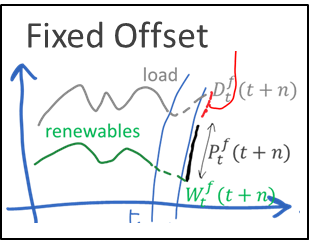 Fixed Offset
load
D_t^f(t + n)
renewables
P_t^f(t + n)
W_t^f(t + n)